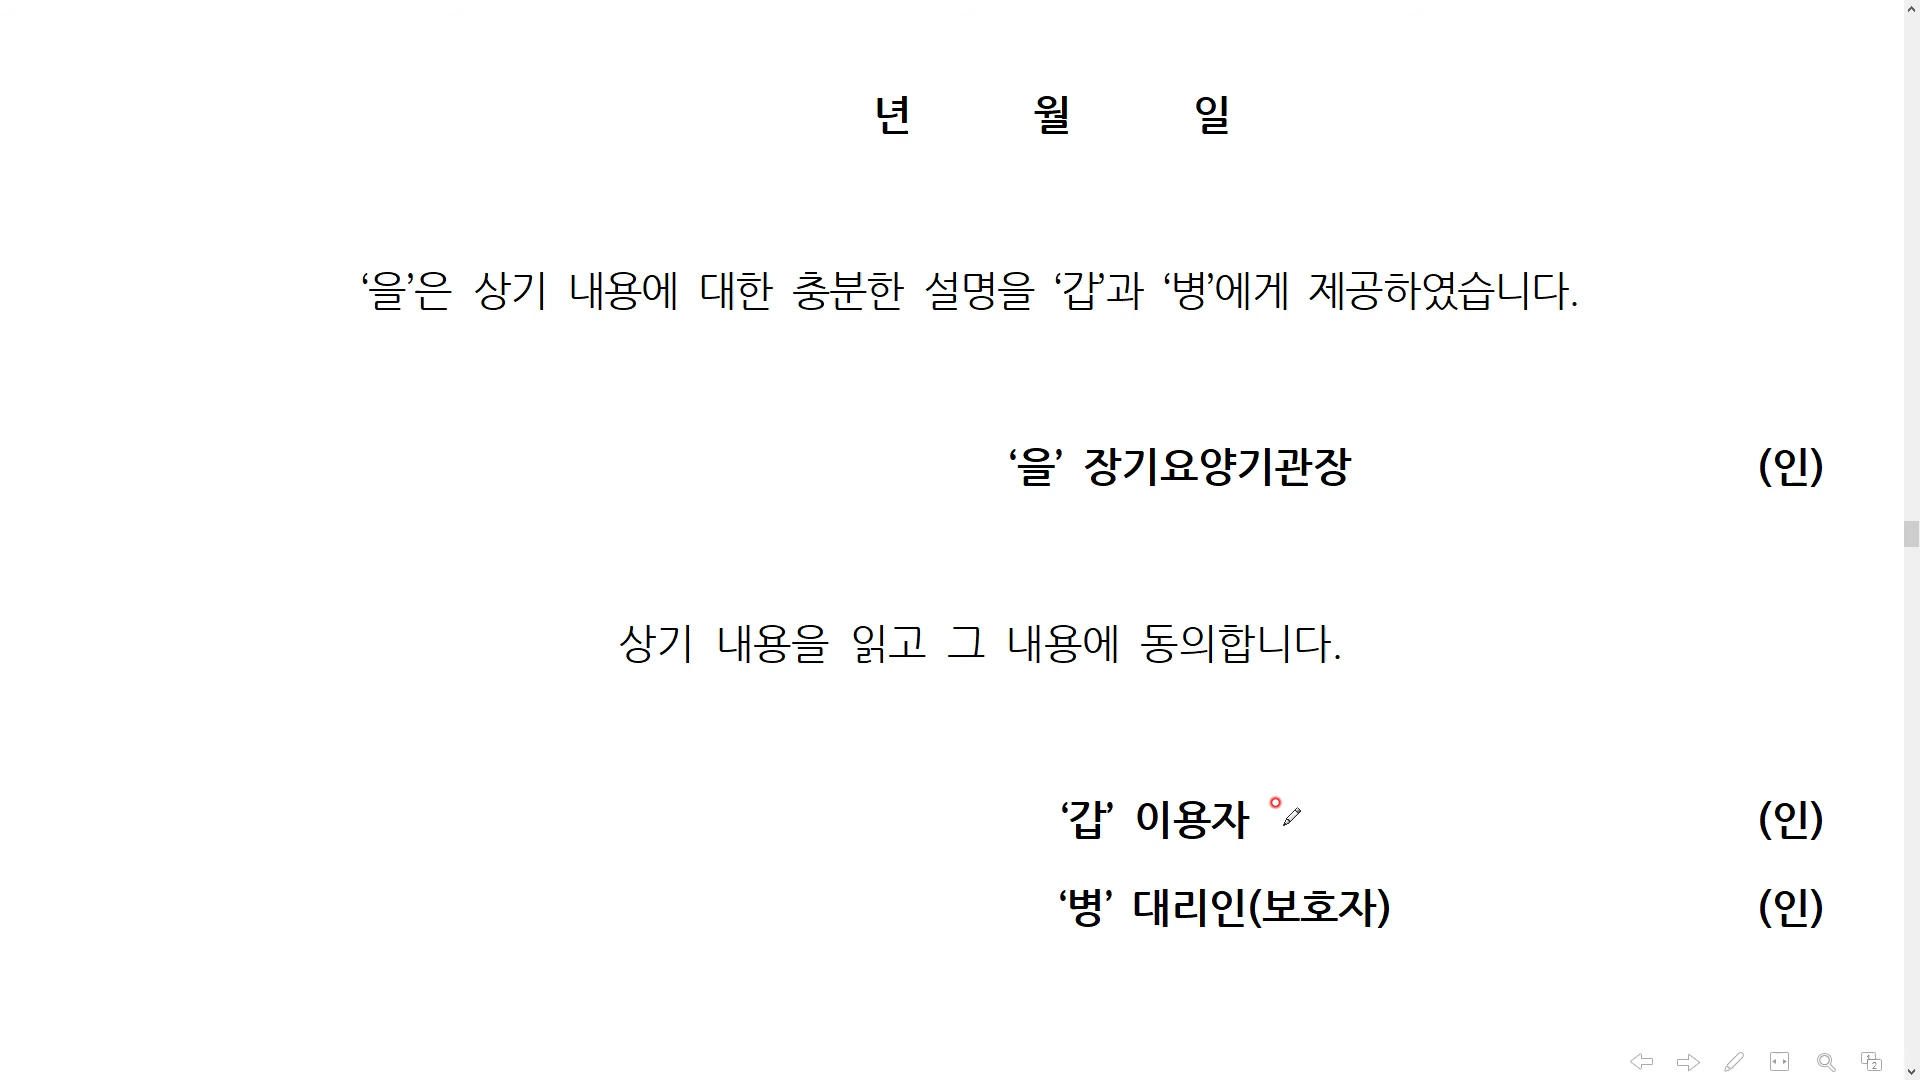 년 월 일
‘을’은 상기 내용에 대한 충분한 설명을 ‘갑’과 ‘병’에게 제공하였습니다.
‘을’ 장기요양기관장 (인)
상기 내용을 읽고 그 내용에 동의합니다.
‘갑’ 이용자 (인)
‘병’ 대리인(보호자) (인)